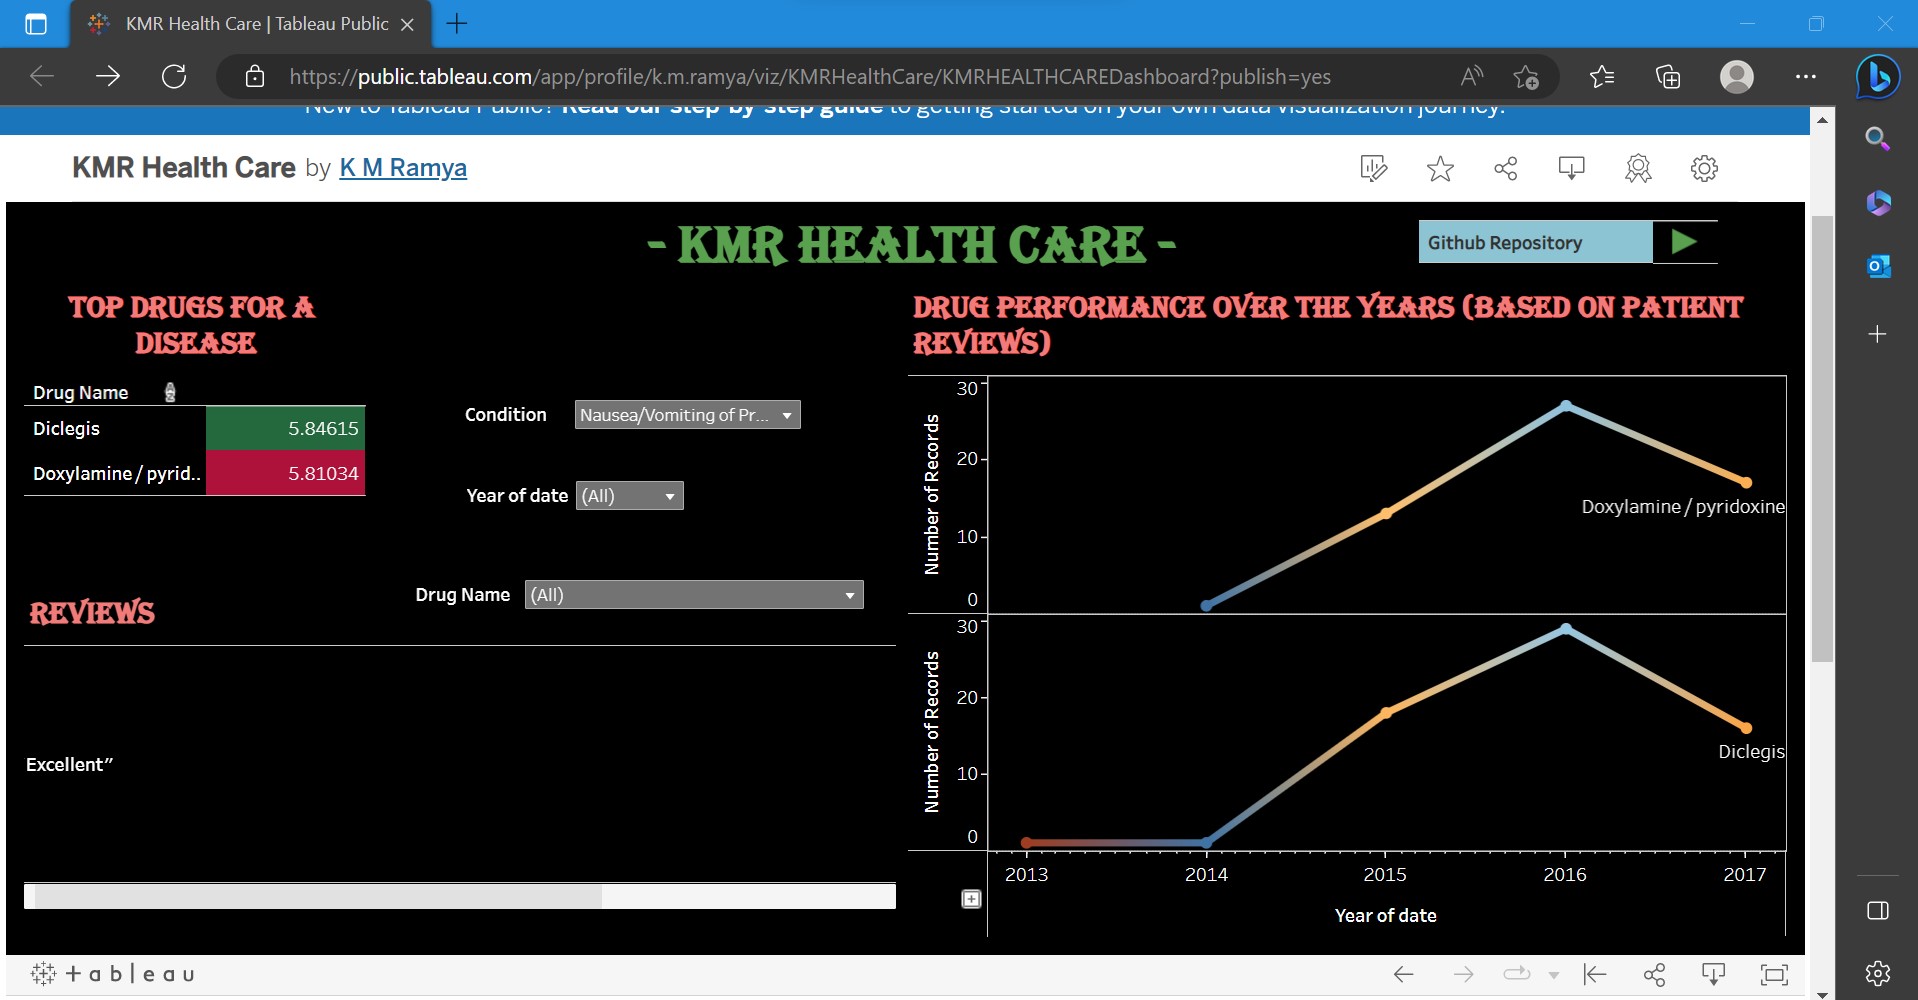 KMR Health Care | Tableau Public
https://public.tableau.com/app/profile/k.m.ramya/viz/KMRHealthCare/KMRHEALTHCAREDashboard?publish=yes
New to Tableau Public? Read our step-by-step guide to getting started on your own data visualization journey.
KMR Health Care by K M Ramya
- KMR HEALTH CARE -
Github Repository
TOP DRUGS FOR A
DISEASE
Drug Name
Diclegis 5.84615
Doxylamine / pyrid.. 5.81034
Condition Nausea/Vomiting of Pr...
Year of date (All)
Drug Name (All)
REVIEWS
Excellent”
DRUG PERFORMANCE OVER THE YEARS (BASED ON PATIENT
REVIEWS)
Number of Records
30
20
10
0
Doxylamine / pyridoxine
Number of Records
30
20
10
0
Diclegis
2013 2014 2015 2016 2017
Year of date
+ a b l e a u